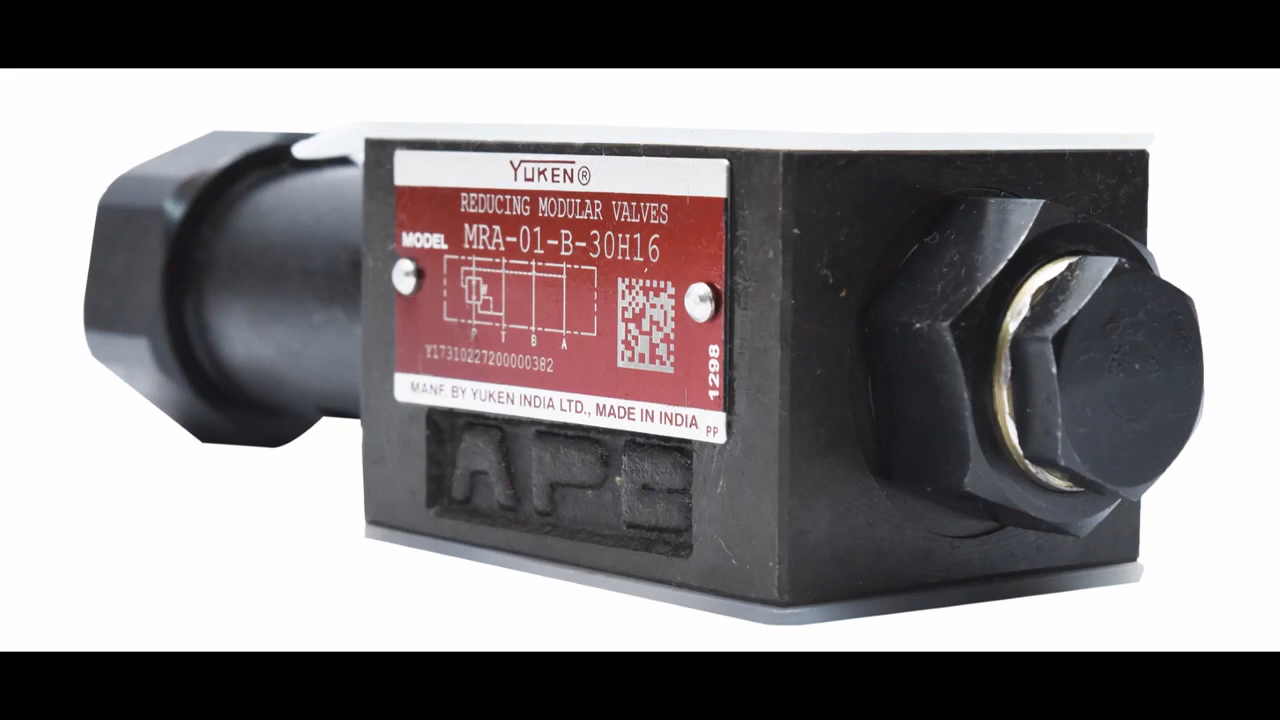 YUKEN®
REDUCING MODULAR VALVES
MODEL MRA-01-B-30H16
P T B A
Y17310227200000382
1298
MANF. BY YUKEN INDIA LTD., MADE IN INDIA PP
APE